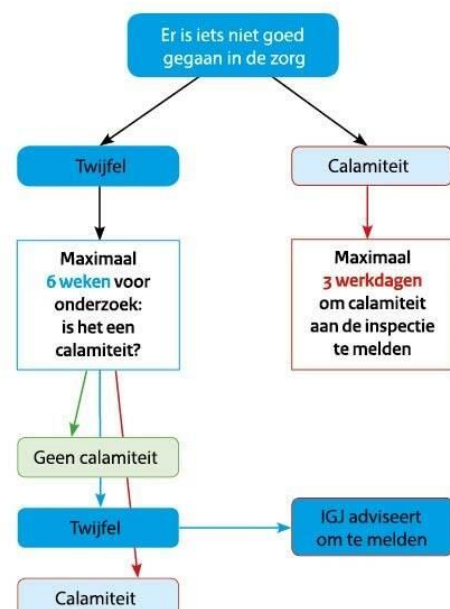 Er is iets niet goed
gegaan in de zorg
Twijfel
Calamiteit
Maximaal
6 weken voor
onderzoek:
is het een
calamiteit?
Maximaal
3 werkdagen
om calamiteit
aan de inspectie
te melden
Geen calamiteit
Twijfel
IGJ adviseert
om te melden
Calamiteit